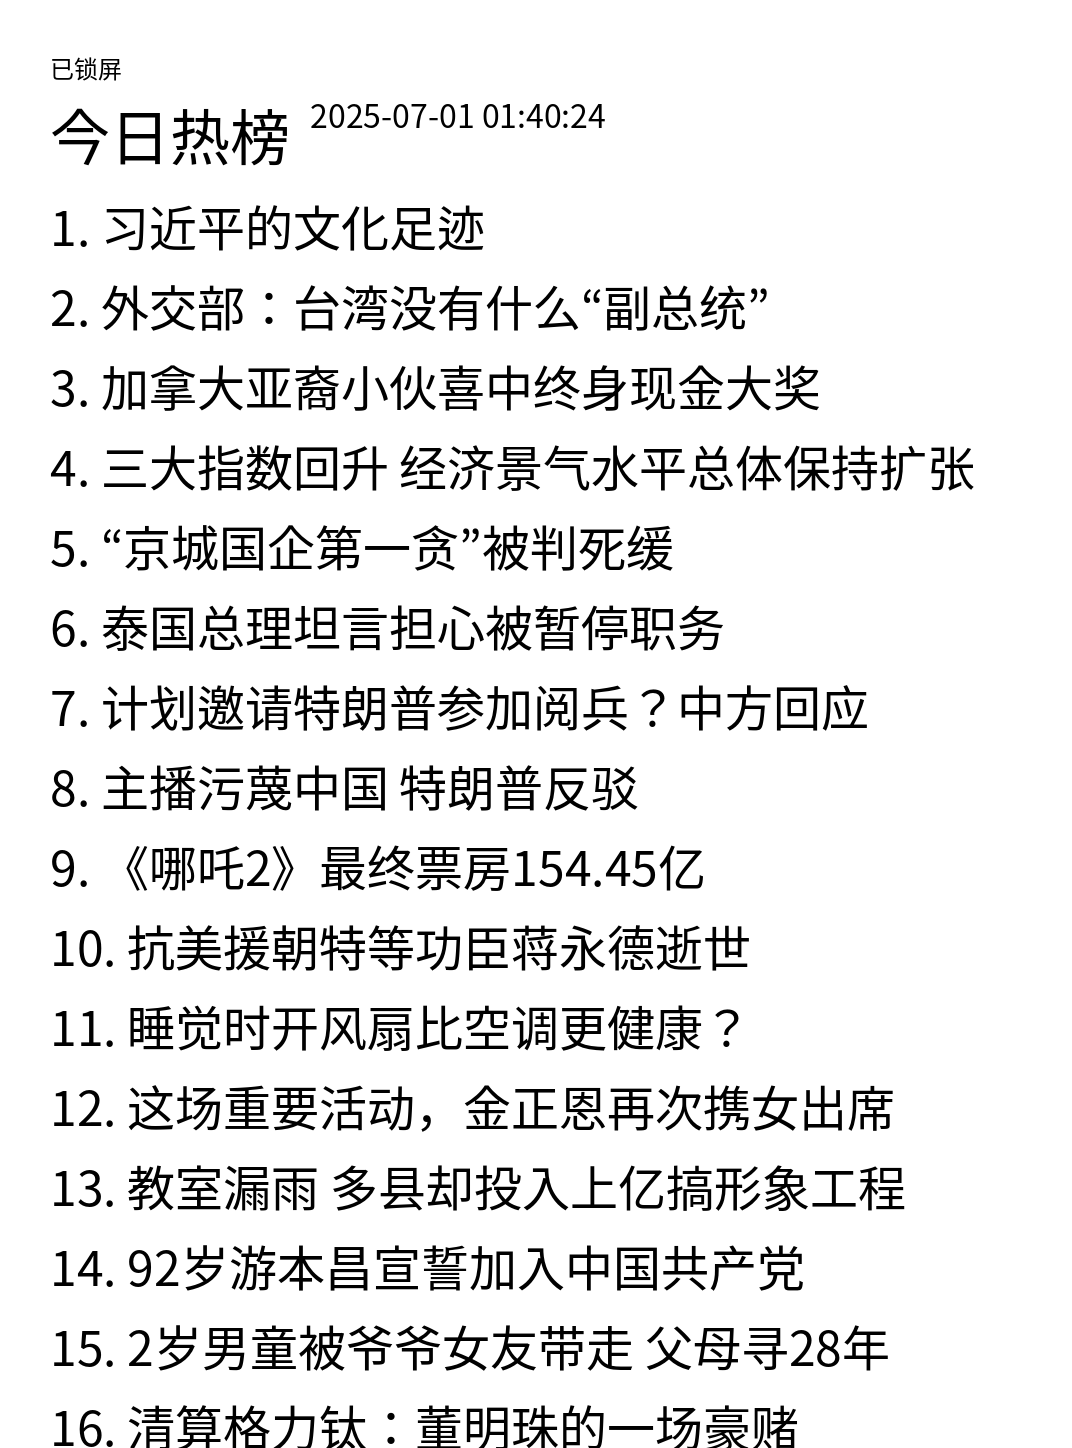 已锁屏
今日热榜 2025-07-01 01:40:24
1. 习近平的文化足迹
2. 外交部：台湾没有什么“副总统”
3. 加拿大亚裔小伙喜中终身现金大奖
4. 三大指数回升 经济景气水平总体保持扩张
5. “京城国企第一贪”被判死缓
6. 泰国总理坦言担心被暂停职务
7. 计划邀请特朗普参加阅兵？中方回应
8. 主播污蔑中国 特朗普反驳
9. 《哪吒2》最终票房154.45亿
10. 抗美援朝特等功臣蒋永德逝世
11. 睡觉时开风扇比空调更健康？
12. 这场重要活动，金正恩再次携女出席
13. 教室漏雨 多县却投入上亿搞形象工程
14. 92岁游本昌宣誓加入中国共产党
15. 2岁男童被爷爷女友带走 父母寻28年
16. 清算格力钛：董明珠的一场豪赌